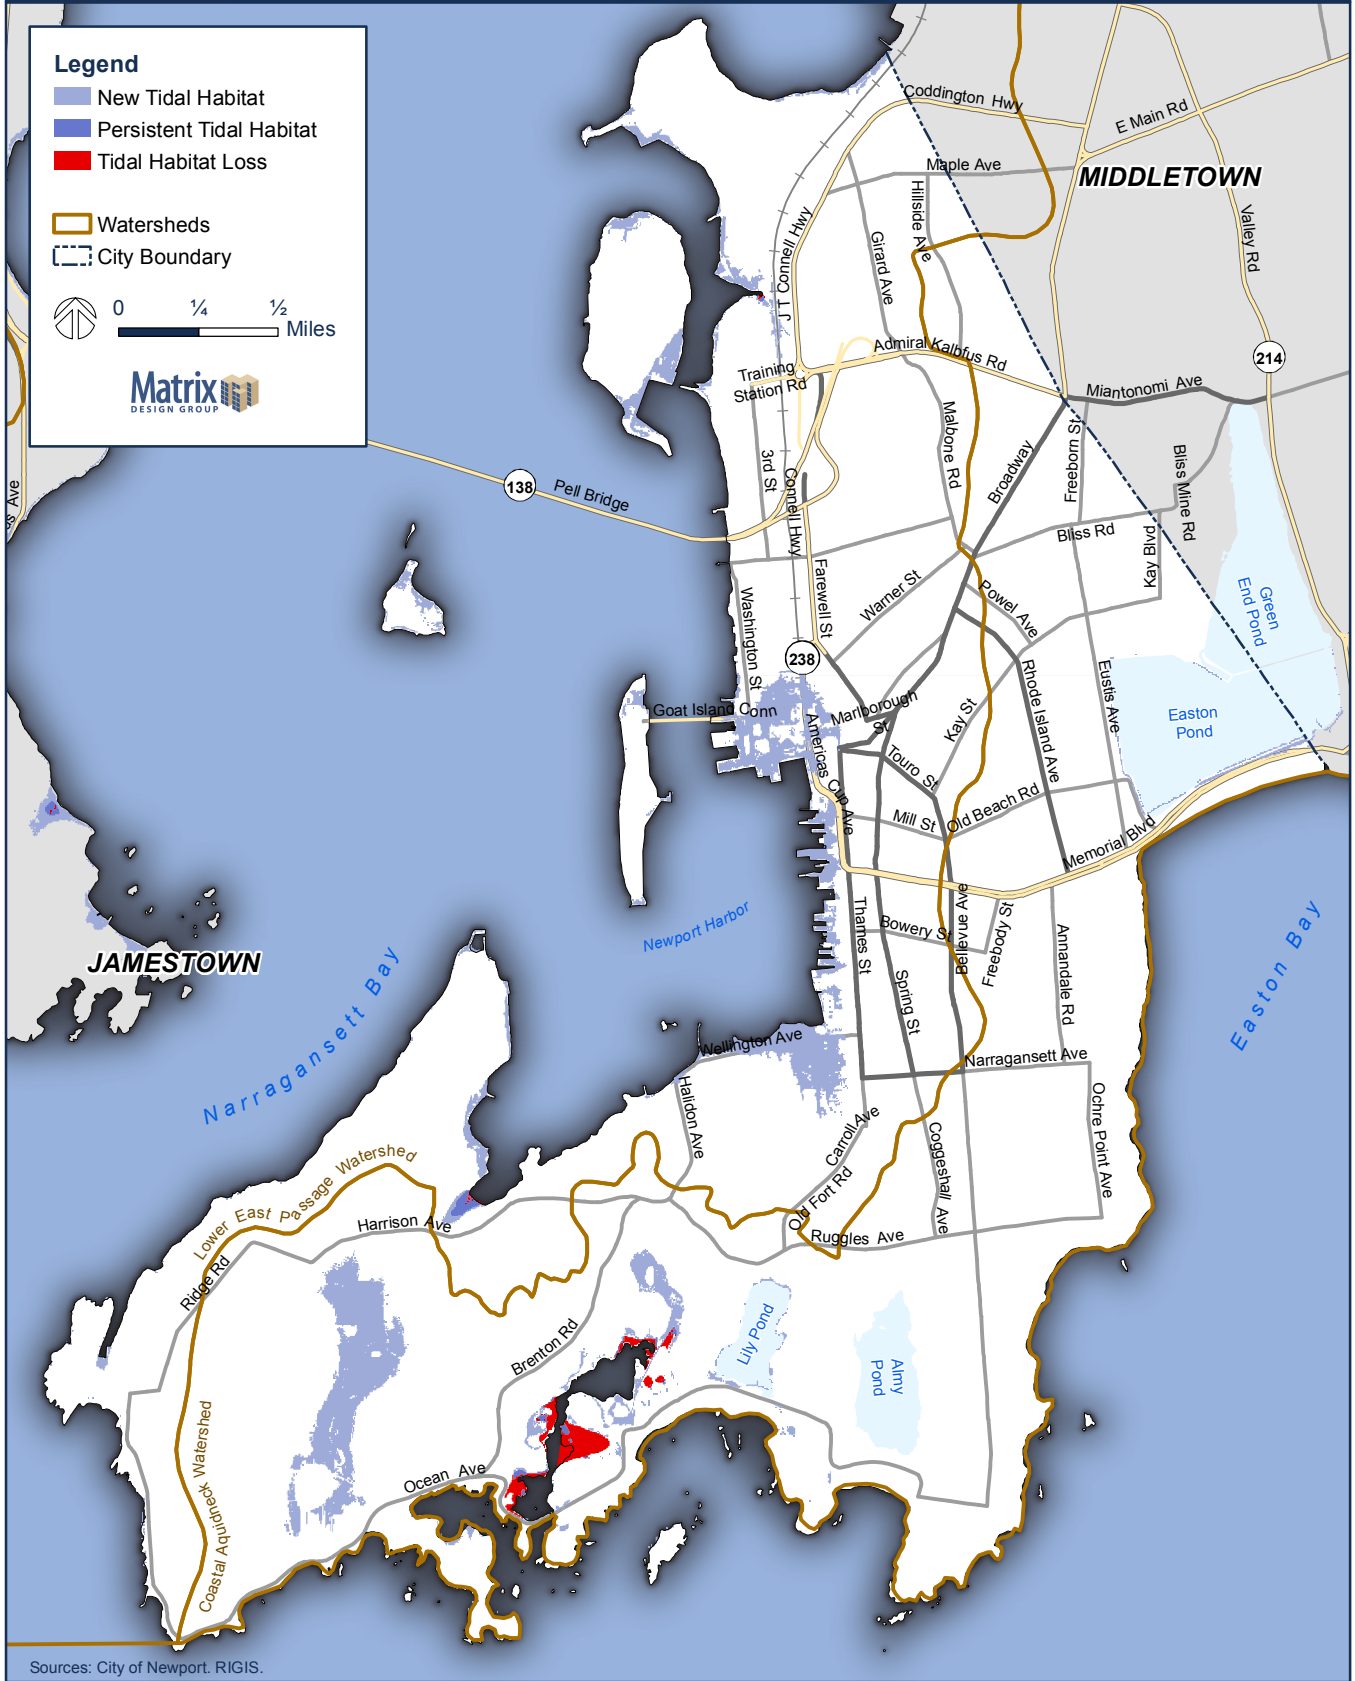 Legend
New Tidal Habitat
Persistent Tidal Habitat
Tidal Habitat Loss
Watersheds
City Boundary
0 ¼ ½
Miles
Matrix
DESIGN GROUP
Coddington Hwy
E Main Rd
Maple Ave
MIDDLETOWN
Hillside Ave
Valley Rd
J T Connell Hwy
Girard Ave
Admiral Kalbfus Rd
214
Training
Station Rd
Miantonomi Ave
Malbone Rd
Broadway
Freeborn St
Bliss Mine Rd
3rd St
Connell Hwy
138
Pell Bridge
Bliss Rd
Kay Blvd
Farewell St
Warner St
Powel Ave
Green
End Pond
Washington St
238
Rhode Island Ave
Eustis Ave
Goat Island Conn
Marlborough
St
Kay St
Easton
Pond
Americas Cup Ave
Touro St
Mill St
Old Beach Rd
Memorial Blvd
Newport Harbor
Thames St
Bowery St
Bellevue Ave
Freebody St
Annandale Rd
Spring St
JAMESTOWN
Narragansett Bay
Easton Bay
Wellington Ave
Narragansett Ave
Halidon Ave
Carroll Ave
Coggeshall Ave
Ochre Point Ave
Lower East Passage Watershed
Harrison Ave
Old Fort Rd
Ruggles Ave
Ridge Rd
Brenton Rd
Lily Pond
Almy
Pond
Coastal Aquidneck Watershed
Ocean Ave
Sources: City of Newport. RIGIS.